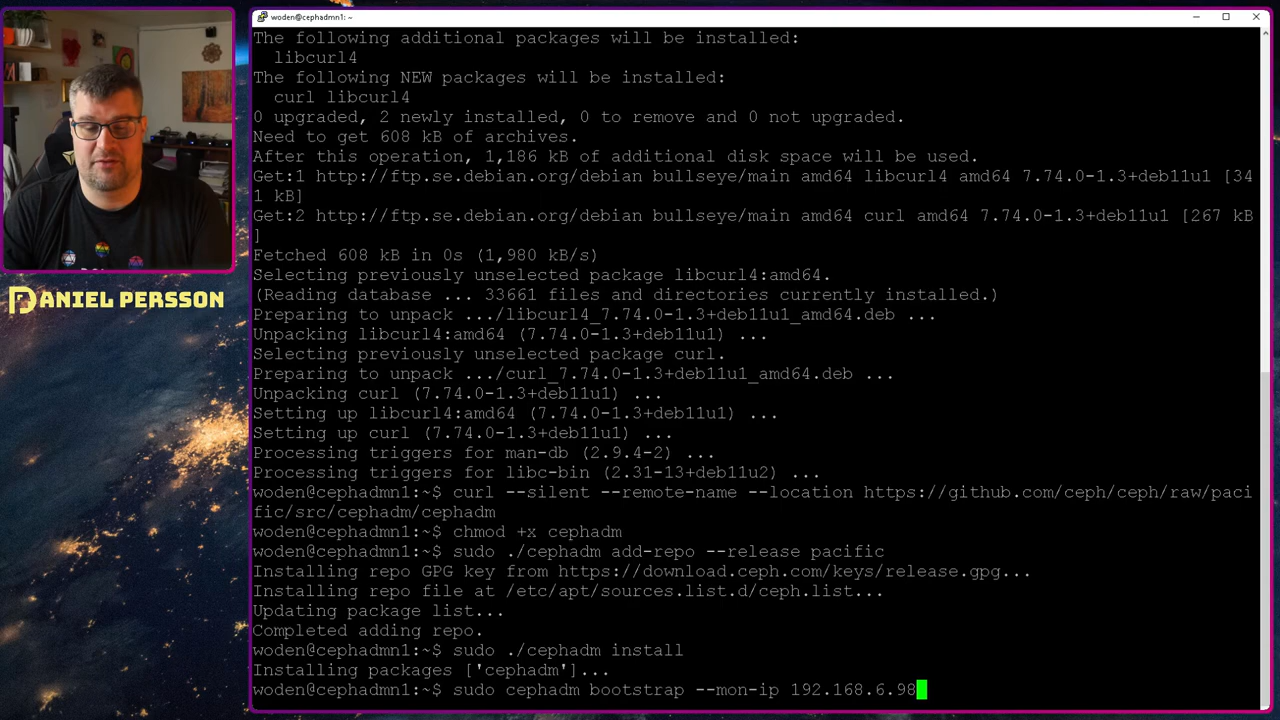 woden@cephadmn1: ~
The following additional packages will be installed:
  libcurl4
The following NEW packages will be installed:
  curl libcurl4
0 upgraded, 2 newly installed, 0 to remove and 0 not upgraded.
Need to get 608 kB of archives.
After this operation, 1,186 kB of additional disk space will be used.
Get:1 http://ftp.se.debian.org/debian bullseye/main amd64 libcurl4 amd64 7.74.0-1.3+deb11u1 [34
1 kB]
Get:2 http://ftp.se.debian.org/debian bullseye/main amd64 curl amd64 7.74.0-1.3+deb11u1 [267 kB
]
Fetched 608 kB in 0s (1,980 kB/s)
Selecting previously unselected package libcurl4:amd64.
(Reading database ... 33661 files and directories currently installed.)
Preparing to unpack .../libcurl4_7.74.0-1.3+deb11u1_amd64.deb ...
Unpacking libcurl4:amd64 (7.74.0-1.3+deb11u1) ...
Selecting previously unselected package curl.
Preparing to unpack .../curl_7.74.0-1.3+deb11u1_amd64.deb ...
Unpacking curl (7.74.0-1.3+deb11u1) ...
Setting up libcurl4:amd64 (7.74.0-1.3+deb11u1) ...
Setting up curl (7.74.0-1.3+deb11u1) ...
Processing triggers for man-db (2.9.4-2) ...
Processing triggers for libc-bin (2.31-13+deb11u2) ...
woden@cephadmn1:~$ curl --silent --remote-name --location https://github.com/ceph/ceph/raw/paci
fic/src/cephadm/cephadm
woden@cephadmn1:~$ chmod +x cephadm
woden@cephadmn1:~$ sudo ./cephadm add-repo --release pacific
Installing repo GPG key from https://download.ceph.com/keys/release.gpg...
Installing repo file at /etc/apt/sources.list.d/ceph.list...
Updating package list...
Completed adding repo.
woden@cephadmn1:~$ sudo ./cephadm install
Installing packages ['cephadm']...
woden@cephadmn1:~$ sudo cephadm bootstrap --mon-ip 192.168.6.98
DANIEL PERSSON